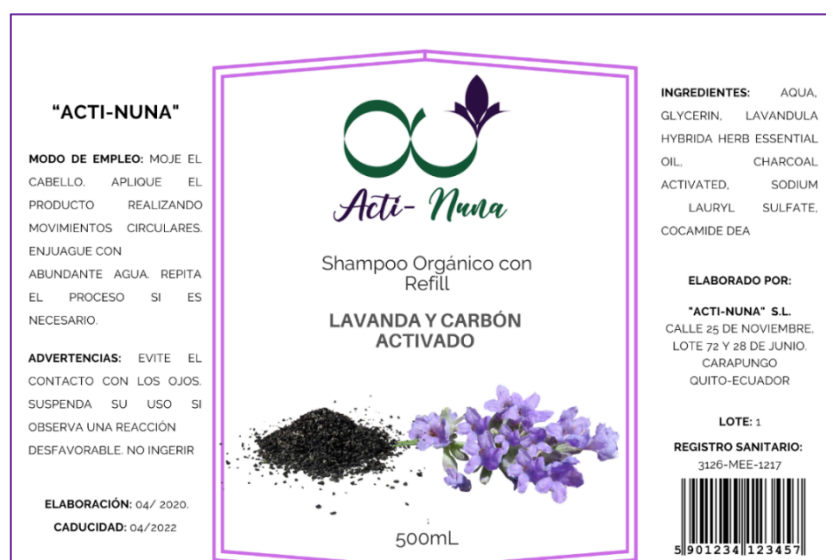 "ACTI-NUNA"
MODO DE EMPLEO: MOJE EL
CABELLO. APLIQUE EL
PRODUCTO REALIZANDO
MOVIMIENTOS CIRCULARES.
ENJUAGUE CON
ABUNDANTE AGUA. REPITA
EL PROCESO SI ES
NECESARIO.
ADVERTENCIAS: EVITE EL
CONTACTO CON LOS OJOS.
SUSPENDA SU USO SI
OBSERVA UNA REACCIÓN
DESFAVORABLE. NO INGERIR
ELABORACIÓN: 04/ 2020.
CADUCIDAD: 04/2022
Acti- Nuna
Shampoo Orgánico con
Refill
LAVANDA Y CARBÓN
ACTIVADO
500mL
INGREDIENTES: AQUA,
GLYCERIN, LAVANDULA
HYBRIDA HERB ESSENTIAL
OIL, CHARCOAL
ACTIVATED, SODIUM
LAURYL SULFATE,
COCAMIDE DEA
ELABORADO POR:
"ACTI-NUNA" S.L.
CALLE 25 DE NOVIEMBRE,
LOTE 72 Y 28 DE JUNIO.
CARAPUNGO
QUITO-ECUADOR
LOTE: 1
REGISTRO SANITARIO:
3126-MEE-1217
5 901234 123457